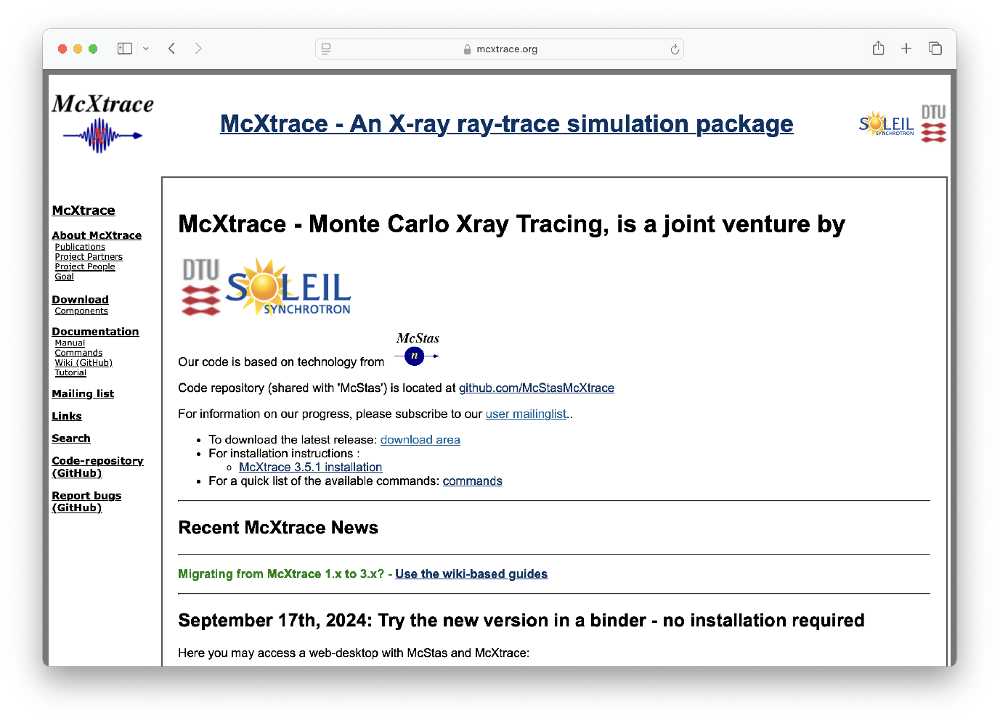 mcxtrace.org
McXtrace
McXtrace - An X-ray ray-trace simulation package
SOLEIL
SYNCHROTRON
DTU
McXtrace
About McXtrace
Publications
Project Partners
Project People
Goal
Download
Components
Documentation
Manual
Commands
Wiki (GitHub)
Tutorial
Mailing list
Links
Search
Code-repository
(GitHub)
Report bugs
(GitHub)
McXtrace - Monte Carlo Xray Tracing, is a joint venture by
DTU
SOLEIL
SYNCHROTRON
McStas
n
Our code is based on technology from
Code repository (shared with 'McStas') is located at github.com/McStasMcXtrace
For information on our progress, please subscribe to our user mailinglist..
• To download the latest release: download area
• For installation instructions :
◦ McXtrace 3.5.1 installation
• For a quick list of the available commands: commands
Recent McXtrace News
Migrating from McXtrace 1.x to 3.x? - Use the wiki-based guides
September 17th, 2024: Try the new version in a binder - no installation required
Here you may access a web-desktop with McStas and McXtrace: